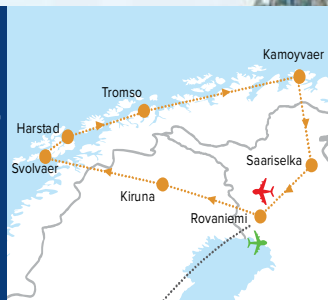 Kamoyvaer
Tromso
Harstad
Saariselka
Svolvaer
Kiruna
Rovaniemi